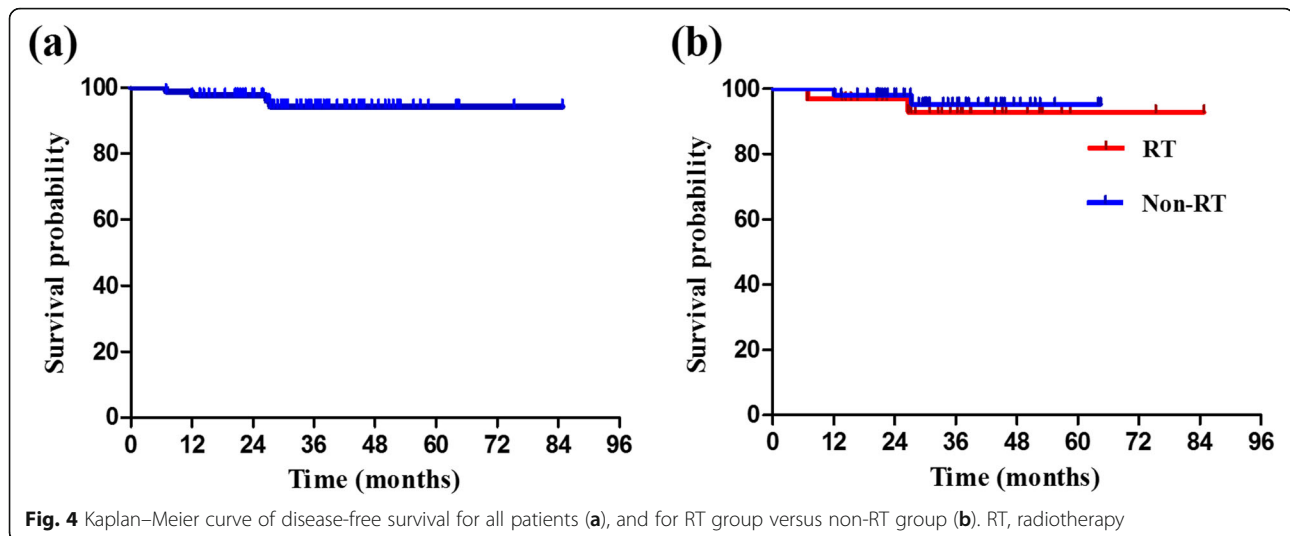 (a)
Survival probability
100
80
60
40
20
0
0 12 24 36 48 60 72 84 96
Time (months)
(b)
Survival probability
100
80
60
40
20
0
RT
Non-RT
0 12 24 36 48 60 72 84 96
Time (months)
Fig. 4 Kaplan–Meier curve of disease-free survival for all patients (a), and for RT group versus non-RT group (b). RT, radiotherapy